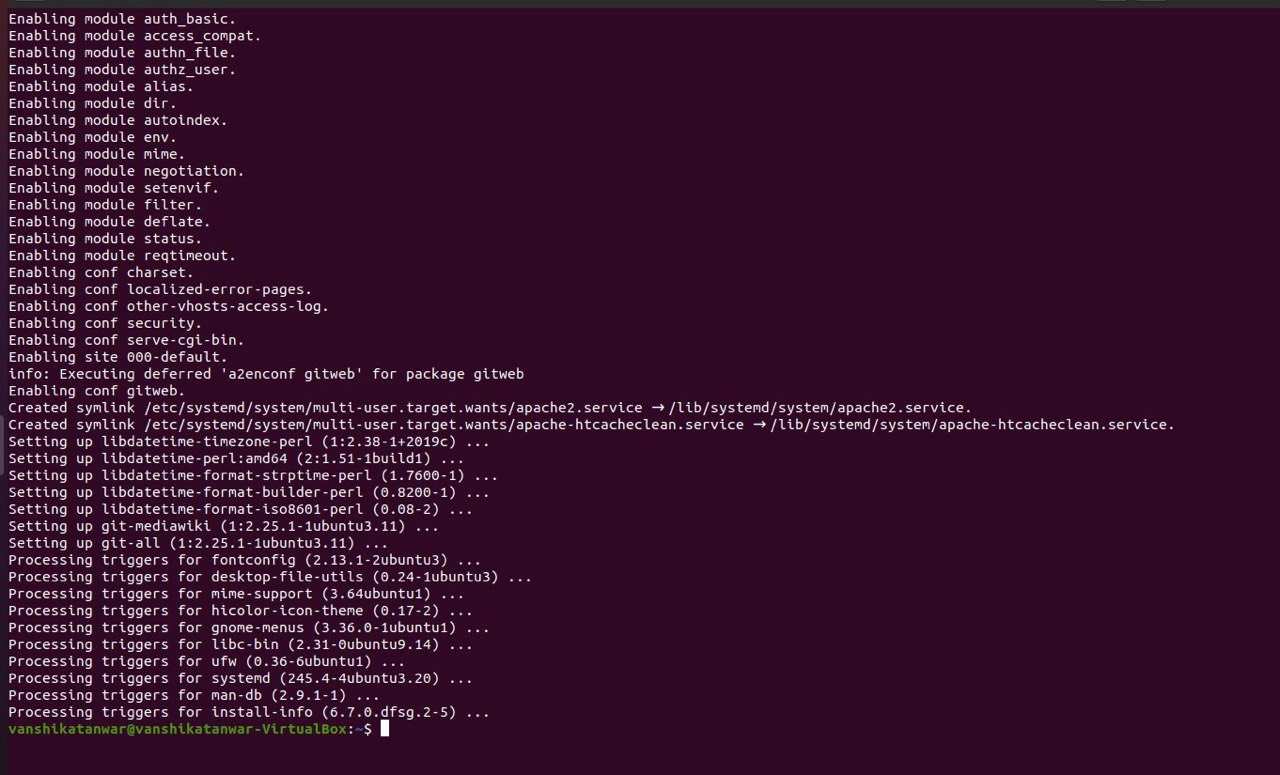 Enabling module auth_basic.
Enabling module access_compat.
Enabling module authn_file.
Enabling module authz_user.
Enabling module alias.
Enabling module dir.
Enabling module autoindex.
Enabling module env.
Enabling module mime.
Enabling module negotiation.
Enabling module setenvif.
Enabling module filter.
Enabling module deflate.
Enabling module status.
Enabling module reqtimeout.
Enabling conf charset.
Enabling conf localized-error-pages.
Enabling conf other-vhosts-access-log.
Enabling conf security.
Enabling conf serve-cgi-bin.
Enabling site 000-default.
info: Executing deferred 'a2enconf gitweb' for package gitweb
Enabling conf gitweb.
Created symlink /etc/systemd/system/multi-user.target.wants/apache2.service → /lib/systemd/system/apache2.service.
Created symlink /etc/systemd/system/multi-user.target.wants/apache-htcacheclean.service → /lib/systemd/system/apache-htcacheclean.service.
Setting up libdatetime-timezone-perl (1:2.38-1+2019c) ...
Setting up libdatetime-perl:amd64 (2:1.51-1build1) ...
Setting up libdatetime-format-strptime-perl (1.7600-1) ...
Setting up libdatetime-format-builder-perl (0.8200-1) ...
Setting up libdatetime-format-iso8601-perl (0.08-2) ...
Setting up git-mediawiki (1:2.25.1-1ubuntu3.11) ...
Setting up git-all (1:2.25.1-1ubuntu3.11) ...
Processing triggers for fontconfig (2.13.1-2ubuntu3) ...
Processing triggers for desktop-file-utils (0.24-1ubuntu3) ...
Processing triggers for mime-support (3.64ubuntu1) ...
Processing triggers for hicolor-icon-theme (0.17-2) ...
Processing triggers for gnome-menus (3.36.0-1ubuntu1) ...
Processing triggers for libc-bin (2.31-0ubuntu9.14) ...
Processing triggers for ufw (0.36-6ubuntu1) ...
Processing triggers for systemd (245.4-4ubuntu3.20) ...
Processing triggers for man-db (2.9.1-1) ...
Processing triggers for install-info (6.7.0.dfsg.2-5) ...
vanshikatanwar@vanshikatanwar-VirtualBox:~$